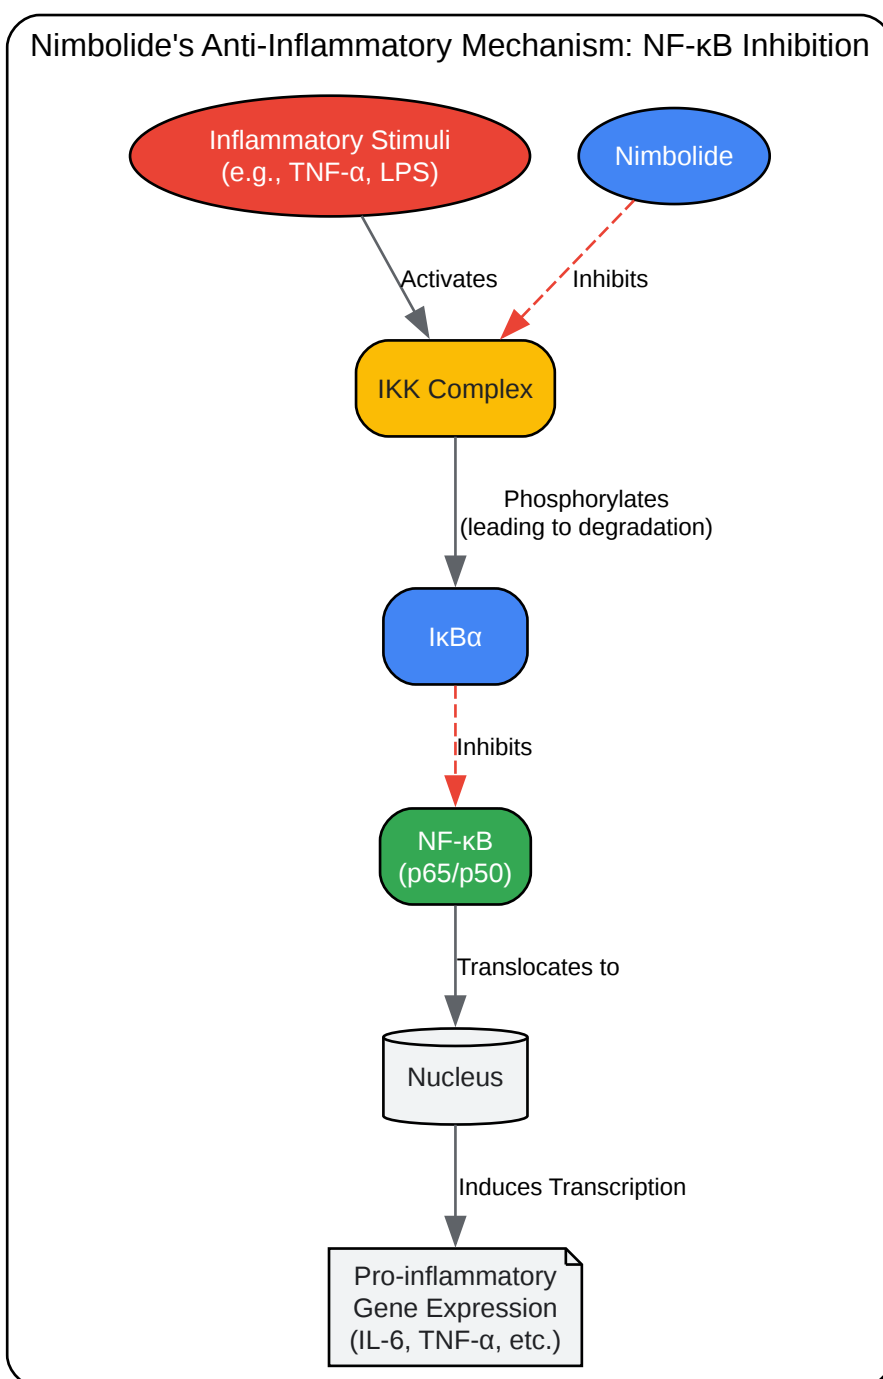 Nimbolide's Anti-Inflammatory Mechanism: NF-κB Inhibition
Inflammatory Stimuli
(e.g., TNF-α, LPS)
Nimbolide
Activates
Inhibits
IKK Complex
Phosphorylates
(leading to degradation)
IκBα
Inhibits
NF-κB
(p65/p50)
Translocates to
Nucleus
Induces Transcription
Pro-inflammatory
Gene Expression
(IL-6, TNF-α, etc.)